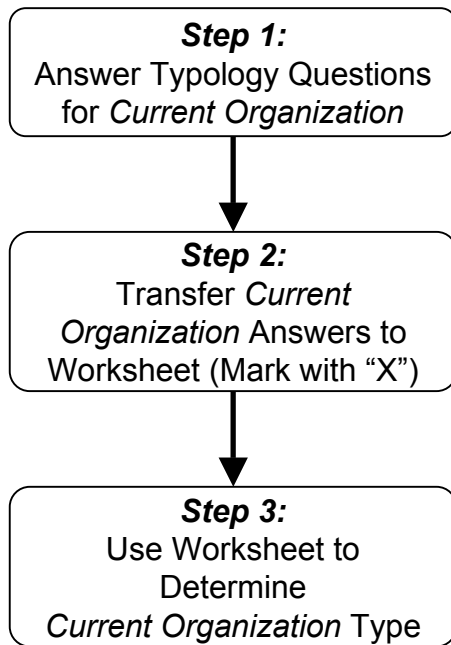 Step 1:
Answer Typology Questions
for Current Organization
Step 2:
Transfer Current
Organization Answers to
Worksheet (Mark with “X”)
Step 3:
Use Worksheet to
Determine
Current Organization Type